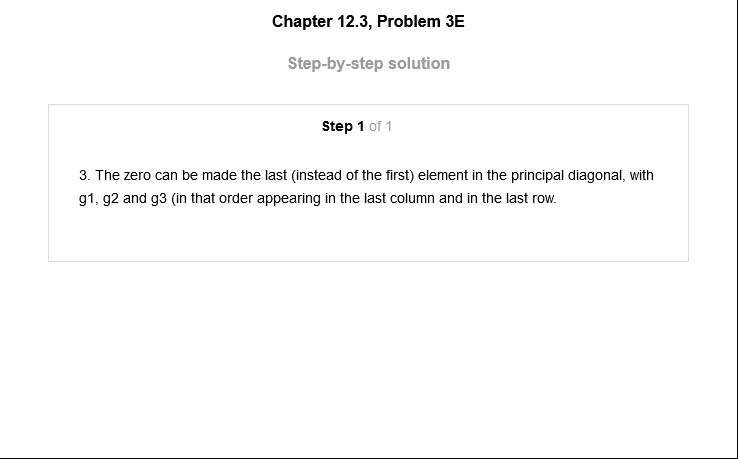 Chapter 12.3, Problem 3E
Step-by-step solution
Step 1 of 1
3. The zero can be made the last (instead of the first) element in the principal diagonal, with
g1, g2 and g3 (in that order appearing in the last column and in the last row.